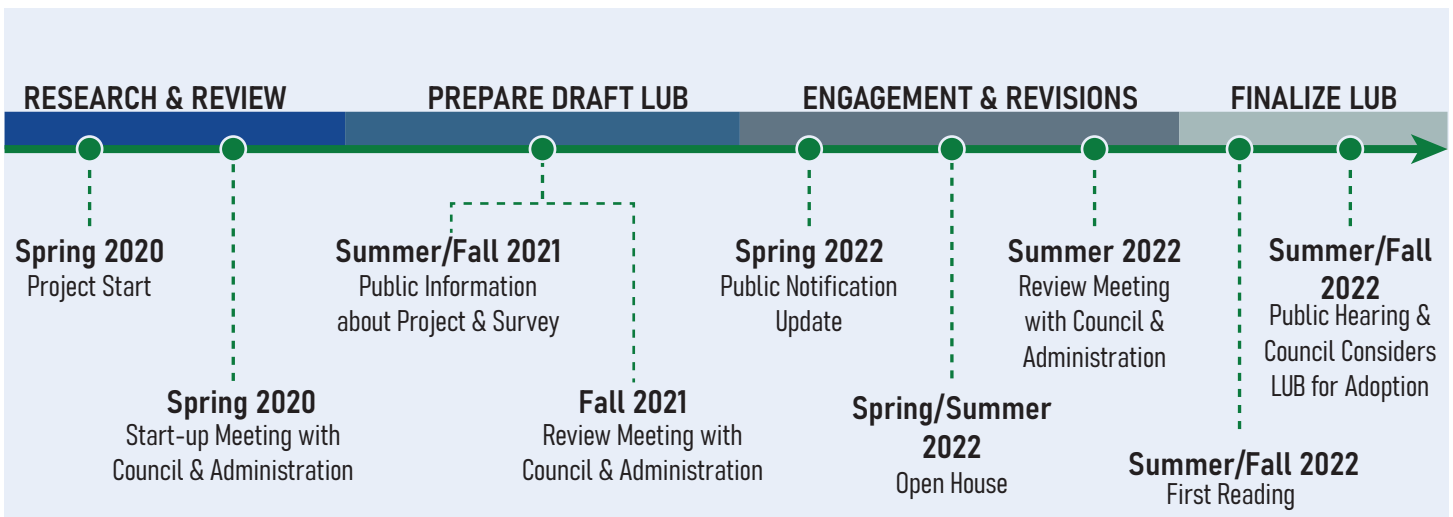 RESEARCH & REVIEW
PREPARE DRAFT LUB
ENGAGEMENT & REVISIONS
FINALIZE LUB
Spring 2020
Project Start
Spring 2020
Start-up Meeting with
Council & Administration
Summer/Fall 2021
Public Information
about Project & Survey
Fall 2021
Review Meeting with
Council & Administration
Spring 2022
Public Notification
Update
Spring/Summer
2022
Open House
Summer 2022
Review Meeting
with Council &
Administration
Summer/Fall 2022
First Reading
Summer/Fall
2022
Public Hearing &
Council Considers
LUB for Adoption